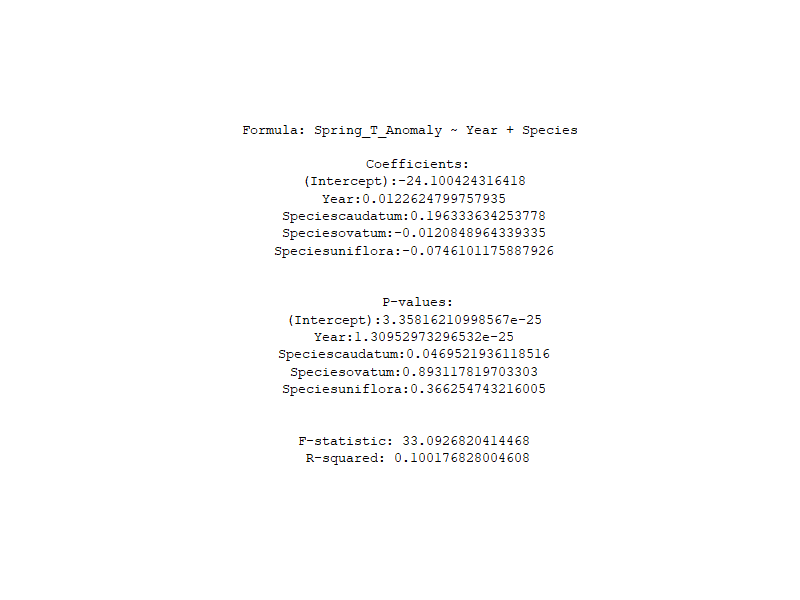 Formula: Spring_T_Anomaly ~ Year + Species
Coefficients:
(Intercept):-24.100424316418
Year:0.0122624799757935
Speciescaudatum:0.196333634253778
Speciesovatum:-0.0120848964339335
Speciesuniflora:-0.0746101175887926
P-values:
(Intercept):3.35816210998567e-25
Year:1.30952973296532e-25
Speciescaudatum:0.0469521936118516
Speciesovatum:0.893117819703303
Speciesuniflora:0.366254743216005
F-statistic: 33.0926820414468
R-squared: 0.100176828004608